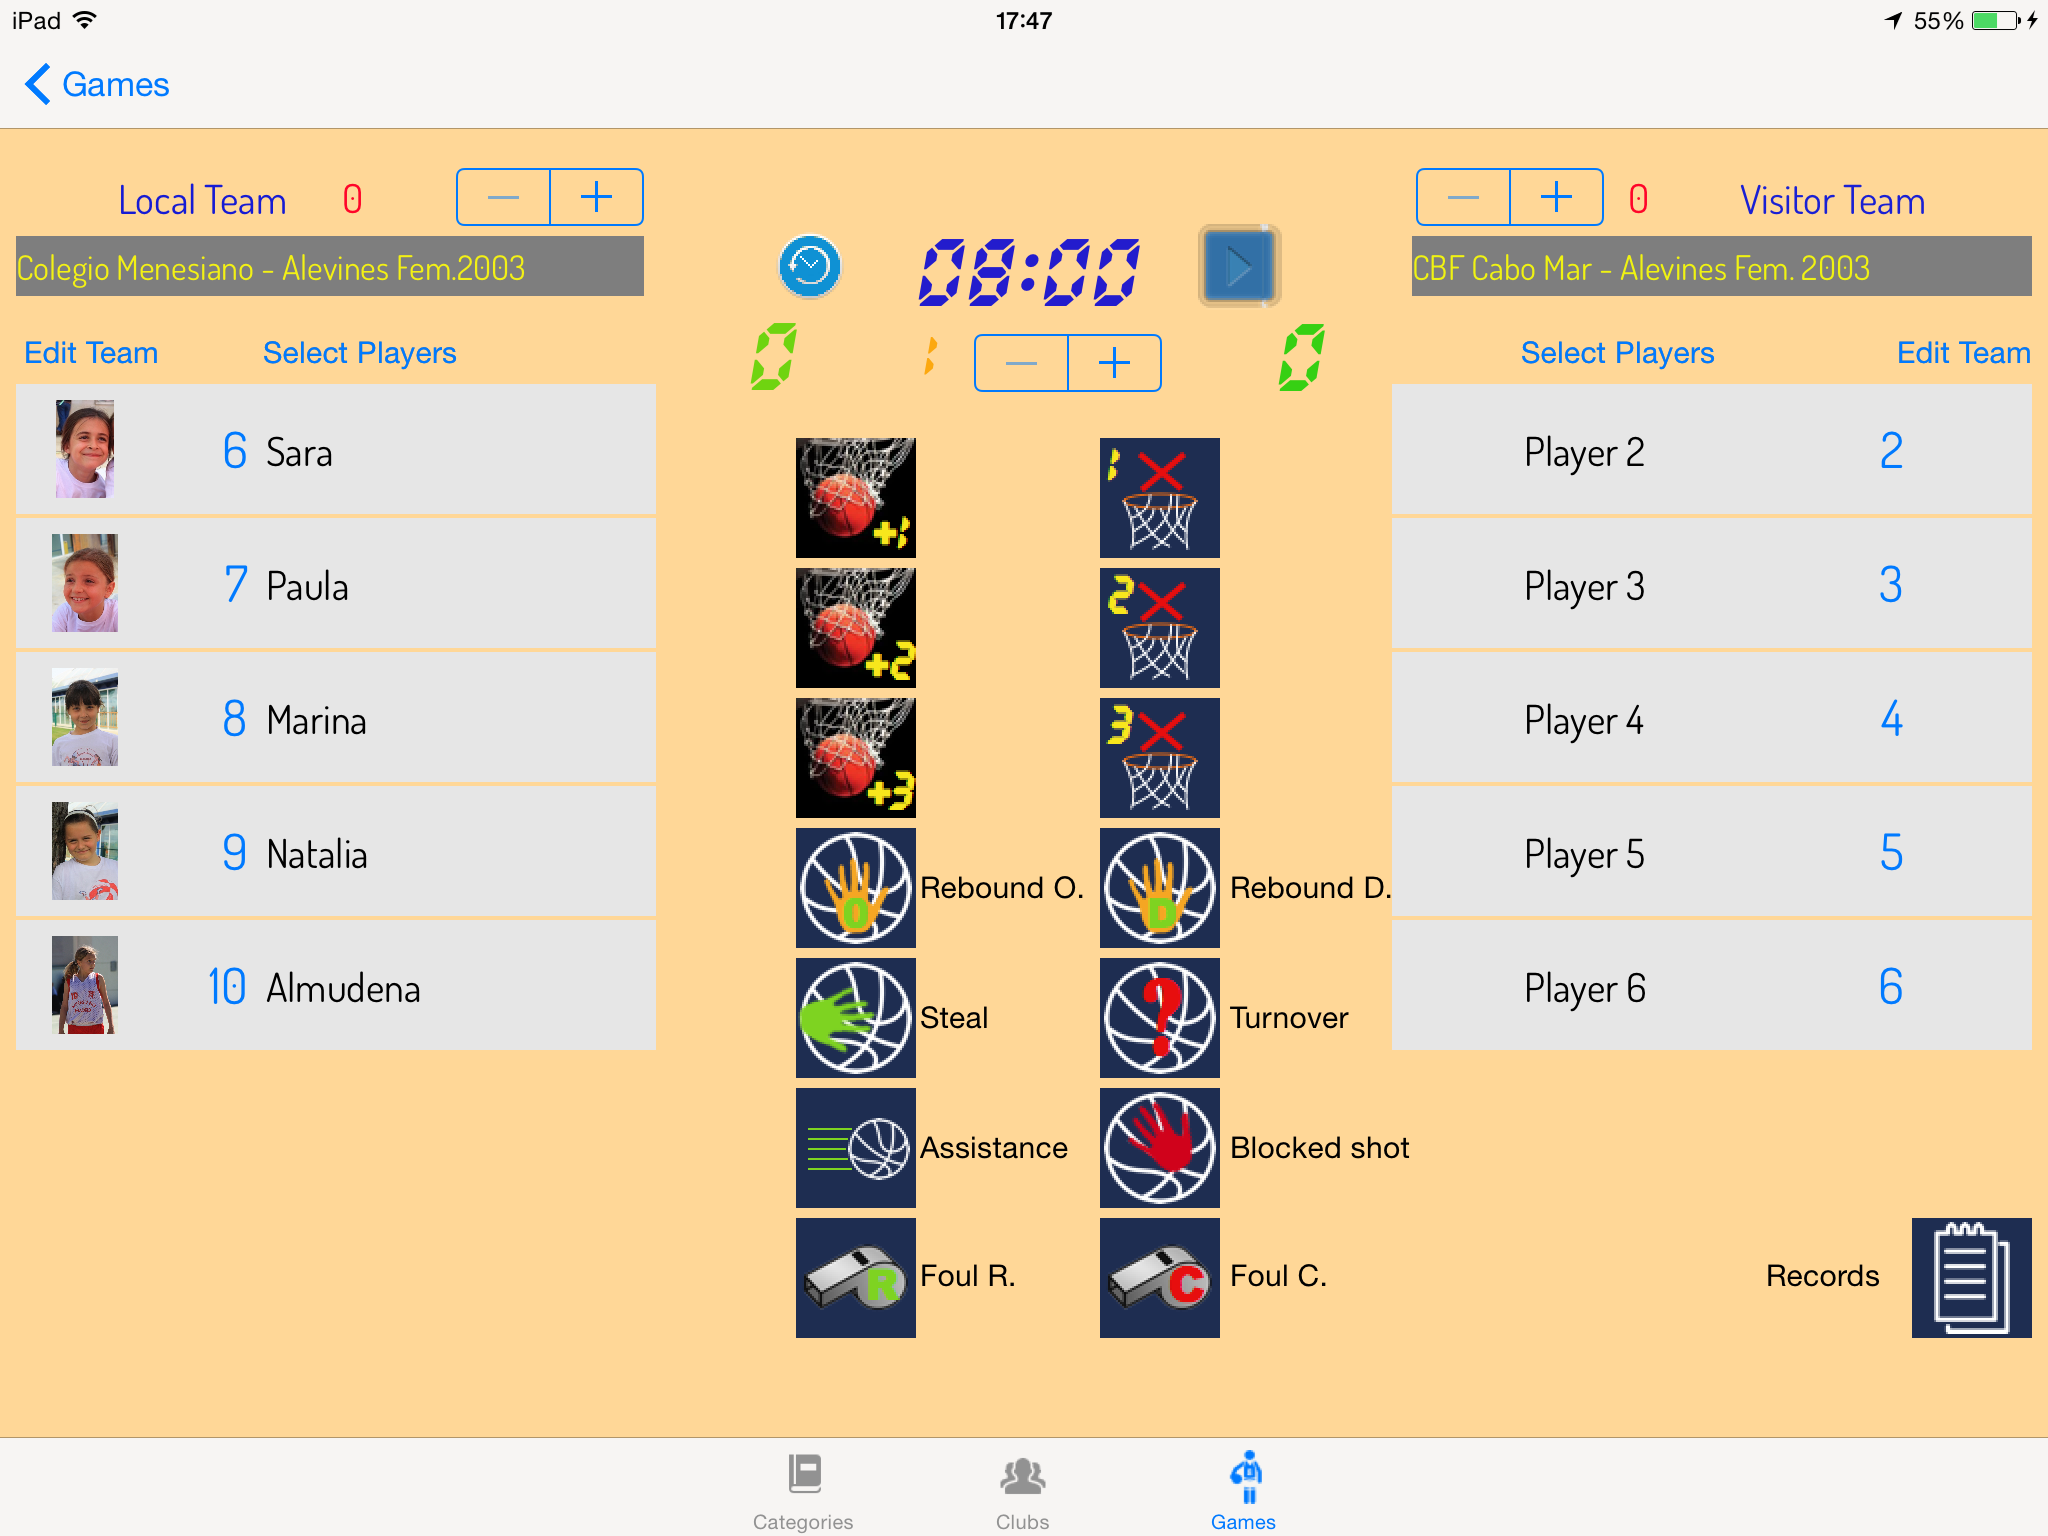 iPad 17:47 55%
Games
Local Team 0 − + − + 0 Visitor Team
Colegio Menesiano - Alevines Fem.2003 08:00 CBF Cabo Mar - Alevines Fem. 2003
Edit Team Select Players 0 1 − + 0 Select Players Edit Team
6 Sara +1 1 Player 2 2
7 Paula +2 2 Player 3 3
8 Marina +3 3 Player 4 4
9 Natalia O Rebound O. D Rebound D. Player 5 5
10 Almudena Steal ? Turnover Player 6 6
Assistance Blocked shot
R Foul R. C Foul C. Records
Categories Clubs Games